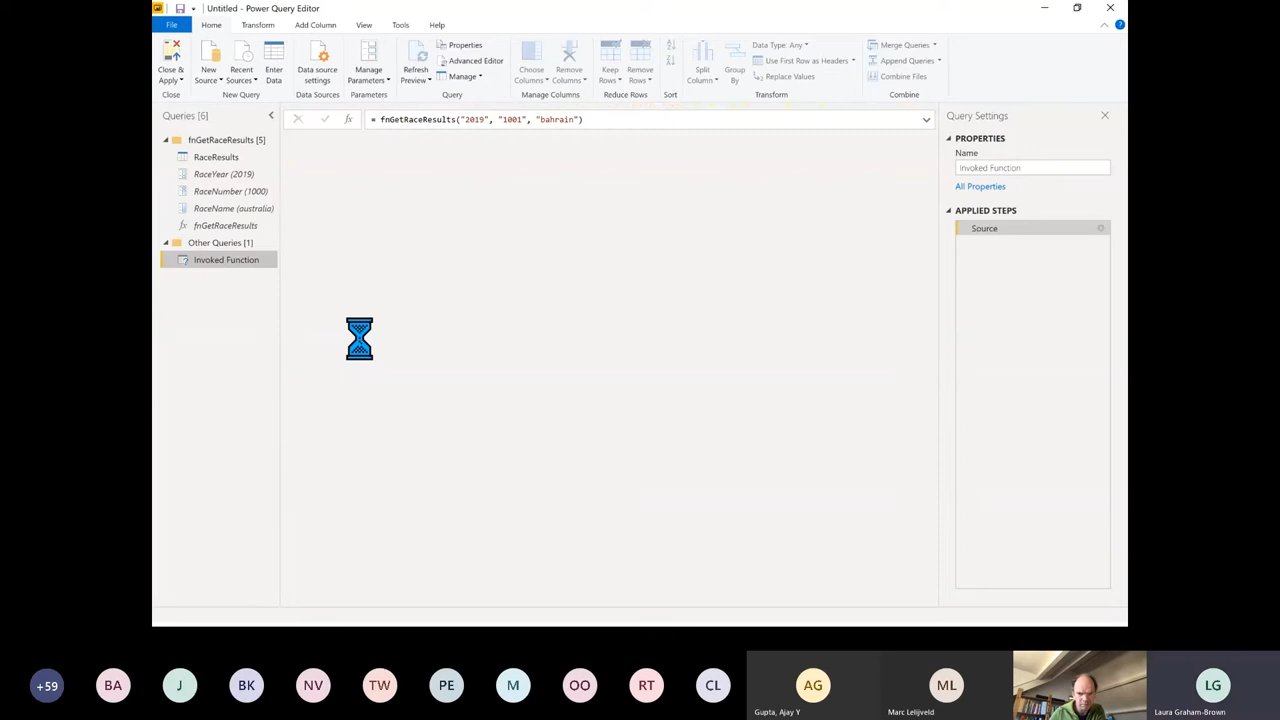 Untitled - Power Query Editor
File Home Transform Add Column View Tools Help
Close & Apply
New Source
Recent Sources
Enter Data
Data source settings
Manage Parameters
Refresh Preview
Properties
Advanced Editor
Manage
Choose Columns
Remove Columns
Keep Rows
Remove Rows
Split Column
Group By
Data Type: Any
Use First Row as Headers
Replace Values
Merge Queries
Append Queries
Combine Files
Close New Query Data Sources Parameters Query Manage Columns Reduce Rows Sort Transform Combine
Queries [6]
= fnGetRaceResults("2019", "1001", "bahrain")
fnGetRaceResults [5]
RaceResults
RaceYear (2019)
RaceNumber (1000)
RaceName (australia)
fnGetRaceResults
Other Queries [1]
Invoked Function
Query Settings
PROPERTIES
Name
Invoked Function
All Properties
APPLIED STEPS
Source
+59 BA J BK NV TW PE M OO RT CL AG ML LG
Gupta, Ajay Y
Marc Lelijveld
Laura Graham-Brown